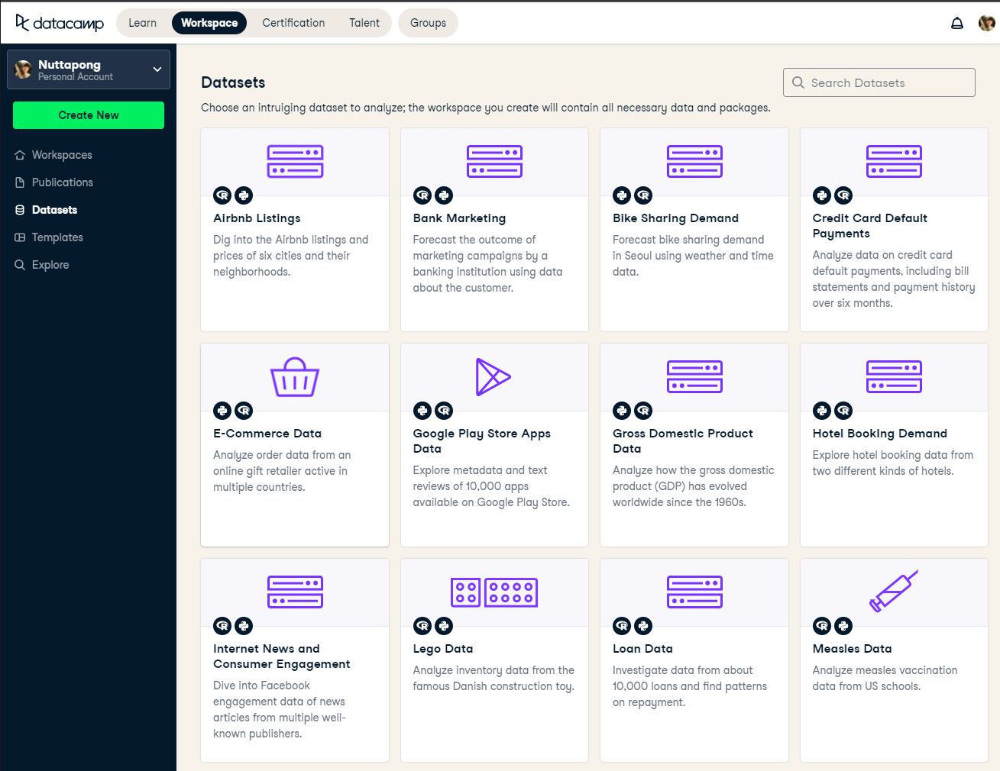 datacamp
Learn
Workspace
Certification
Talent
Groups
Nuttapong
Personal Account
Create New
Workspaces
Publications
Datasets
Templates
Explore
Datasets
Search Datasets
Choose an intruiging dataset to analyze; the workspace you create will contain all necessary data and packages.
Airbnb Listings
Dig into the Airbnb listings and
prices of six cities and their
neighborhoods.
Bank Marketing
Forecast the outcome of
marketing campaigns by a
banking institution using data
about the customer.
Bike Sharing Demand
Forecast bike sharing demand
in Seoul using weather and time
data.
Credit Card Default
Payments
Analyze data on credit card
default payments, including bill
statements and payment history
over six months.
E-Commerce Data
Analyze order data from an
online gift retailer active in
multiple countries.
Google Play Store Apps
Data
Explore metadata and text
reviews of 10,000 apps
available on Google Play Store.
Gross Domestic Product
Data
Analyze how the gross domestic
product (GDP) has evolved
worldwide since the 1960s.
Hotel Booking Demand
Explore hotel booking data from
two different kinds of hotels.
Internet News and
Consumer Engagement
Dive into Facebook
engagement data of news
articles from multiple well-
known publishers.
Lego Data
Analyze inventory data from the
famous Danish construction toy.
Loan Data
Investigate data from about
10,000 loans and find patterns
on repayment.
Measles Data
Analyze measles vaccination
data from US schools.